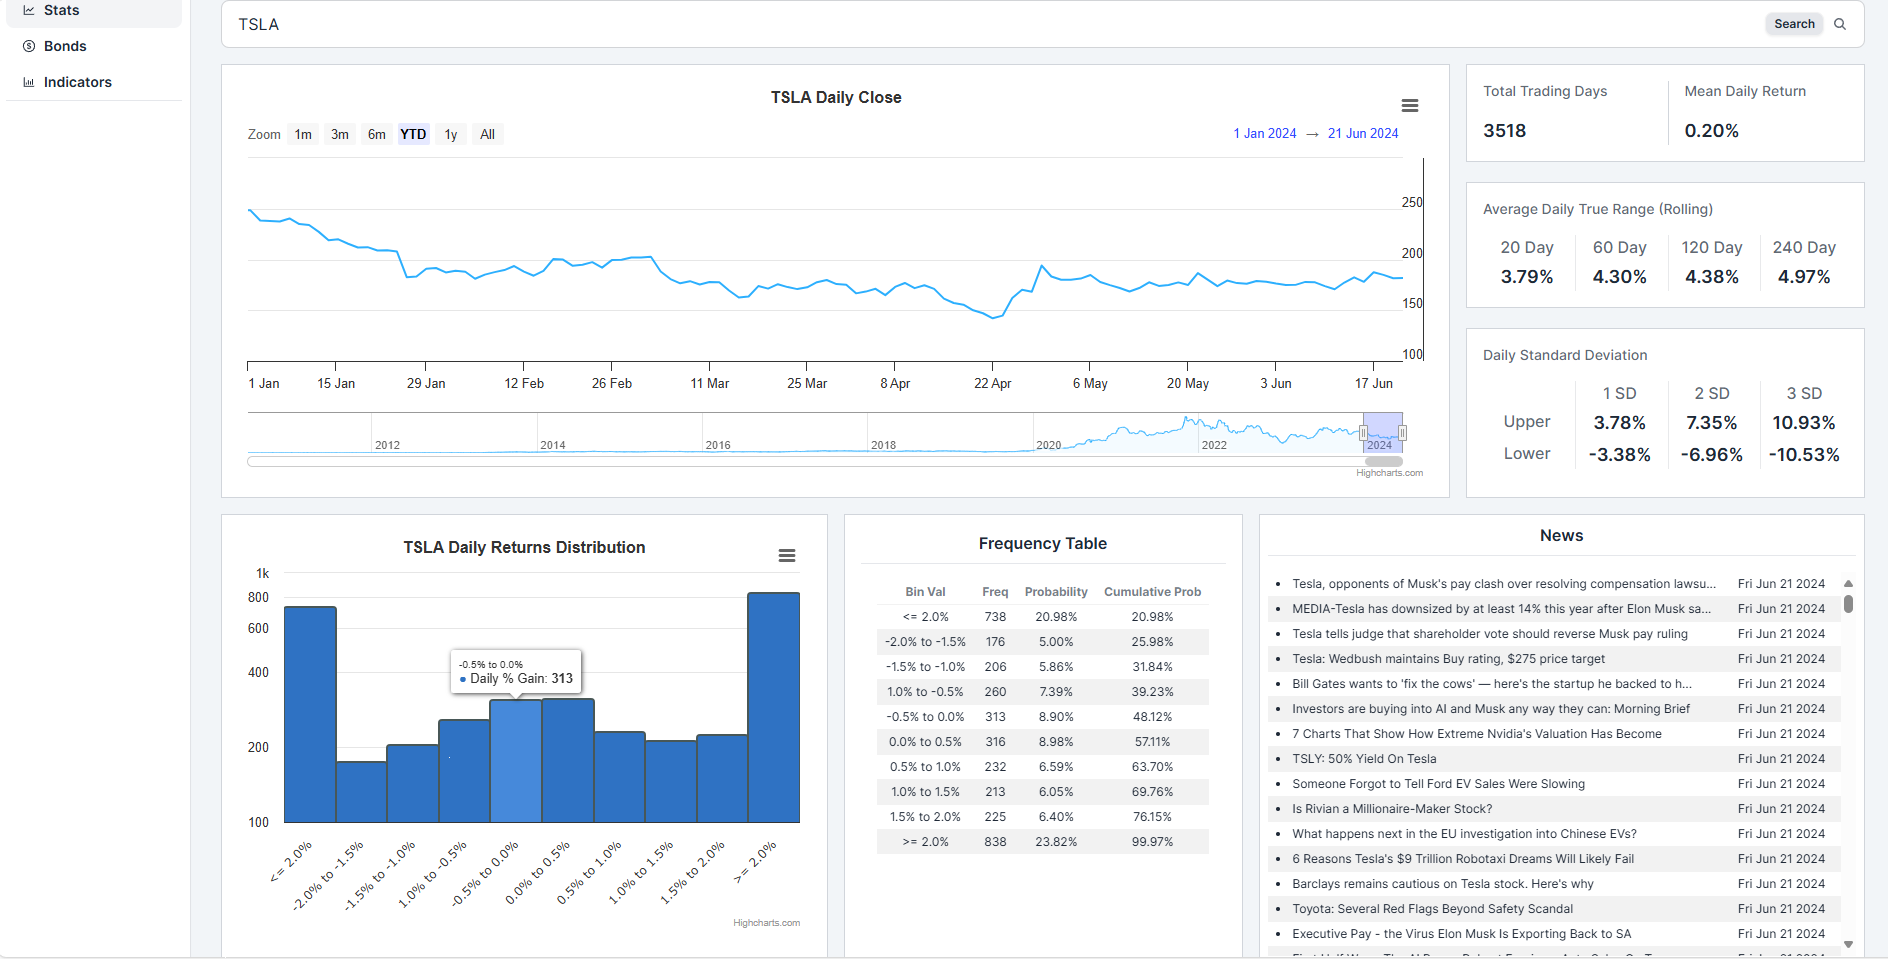 Stats
Bonds
Indicators
TSLA
Search
TSLA Daily Close
Zoom 1m 3m 6m YTD 1y All
1 Jan 2024 → 21 Jun 2024
250
200
150
100
1 Jan 15 Jan 29 Jan 12 Feb 26 Feb 11 Mar 25 Mar 8 Apr 22 Apr 6 May 20 May 3 Jun 17 Jun
2012 2014 2016 2018 2020 2022 2024
Highcharts.com
Total Trading Days
3518
Mean Daily Return
0.20%
Average Daily True Range (Rolling)
20 Day 60 Day 120 Day 240 Day
3.79% 4.30% 4.38% 4.97%
Daily Standard Deviation
1 SD 2 SD 3 SD
Upper 3.78% 7.35% 10.93%
Lower -3.38% -6.96% -10.53%
TSLA Daily Returns Distribution
1k
800
600
400
200
100
-0.5% to 0.0%
● Daily % Gain: 313
<= 2.0%
-2.0% to -1.5%
-1.5% to -1.0%
1.0% to -0.5%
-0.5% to 0.0%
0.0% to 0.5%
0.5% to 1.0%
1.0% to 1.5%
1.5% to 2.0%
>= 2.0%
Highcharts.com
Frequency Table
Bin Val Freq Probability Cumulative Prob
<= 2.0% 738 20.98% 20.98%
-2.0% to -1.5% 176 5.00% 25.98%
-1.5% to -1.0% 206 5.86% 31.84%
1.0% to -0.5% 260 7.39% 39.23%
-0.5% to 0.0% 313 8.90% 48.12%
0.0% to 0.5% 316 8.98% 57.11%
0.5% to 1.0% 232 6.59% 63.70%
1.0% to 1.5% 213 6.05% 69.76%
1.5% to 2.0% 225 6.40% 76.15%
>= 2.0% 838 23.82% 99.97%
News
• Tesla, opponents of Musk's pay clash over resolving compensation lawsu... Fri Jun 21 2024
• MEDIA-Tesla has downsized by at least 14% this year after Elon Musk sa... Fri Jun 21 2024
• Tesla tells judge that shareholder vote should reverse Musk pay ruling Fri Jun 21 2024
• Tesla: Wedbush maintains Buy rating, $275 price target Fri Jun 21 2024
• Bill Gates wants to 'fix the cows' — here's the startup he backed to h... Fri Jun 21 2024
• Investors are buying into AI and Musk any way they can: Morning Brief Fri Jun 21 2024
• 7 Charts That Show How Extreme Nvidia's Valuation Has Become Fri Jun 21 2024
• TSLY: 50% Yield On Tesla Fri Jun 21 2024
• Someone Forgot to Tell Ford EV Sales Were Slowing Fri Jun 21 2024
• Is Rivian a Millionaire-Maker Stock? Fri Jun 21 2024
• What happens next in the EU investigation into Chinese EVs? Fri Jun 21 2024
• 6 Reasons Tesla's $9 Trillion Robotaxi Dreams Will Likely Fail Fri Jun 21 2024
• Barclays remains cautious on Tesla stock. Here's why Fri Jun 21 2024
• Toyota: Several Red Flags Beyond Safety Scandal Fri Jun 21 2024
• Executive Pay - the Virus Elon Musk Is Exporting Back to SA Fri Jun 21 2024